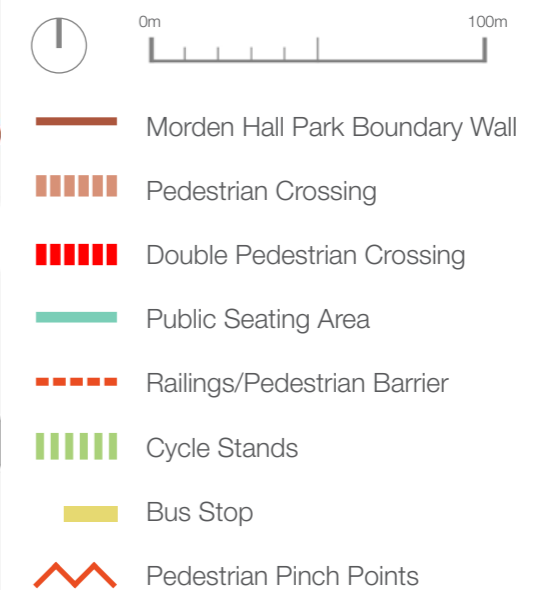 0m 100m
Morden Hall Park Boundary Wall
Pedestrian Crossing
Double Pedestrian Crossing
Public Seating Area
Railings/Pedestrian Barrier
Cycle Stands
Bus Stop
Pedestrian Pinch Points